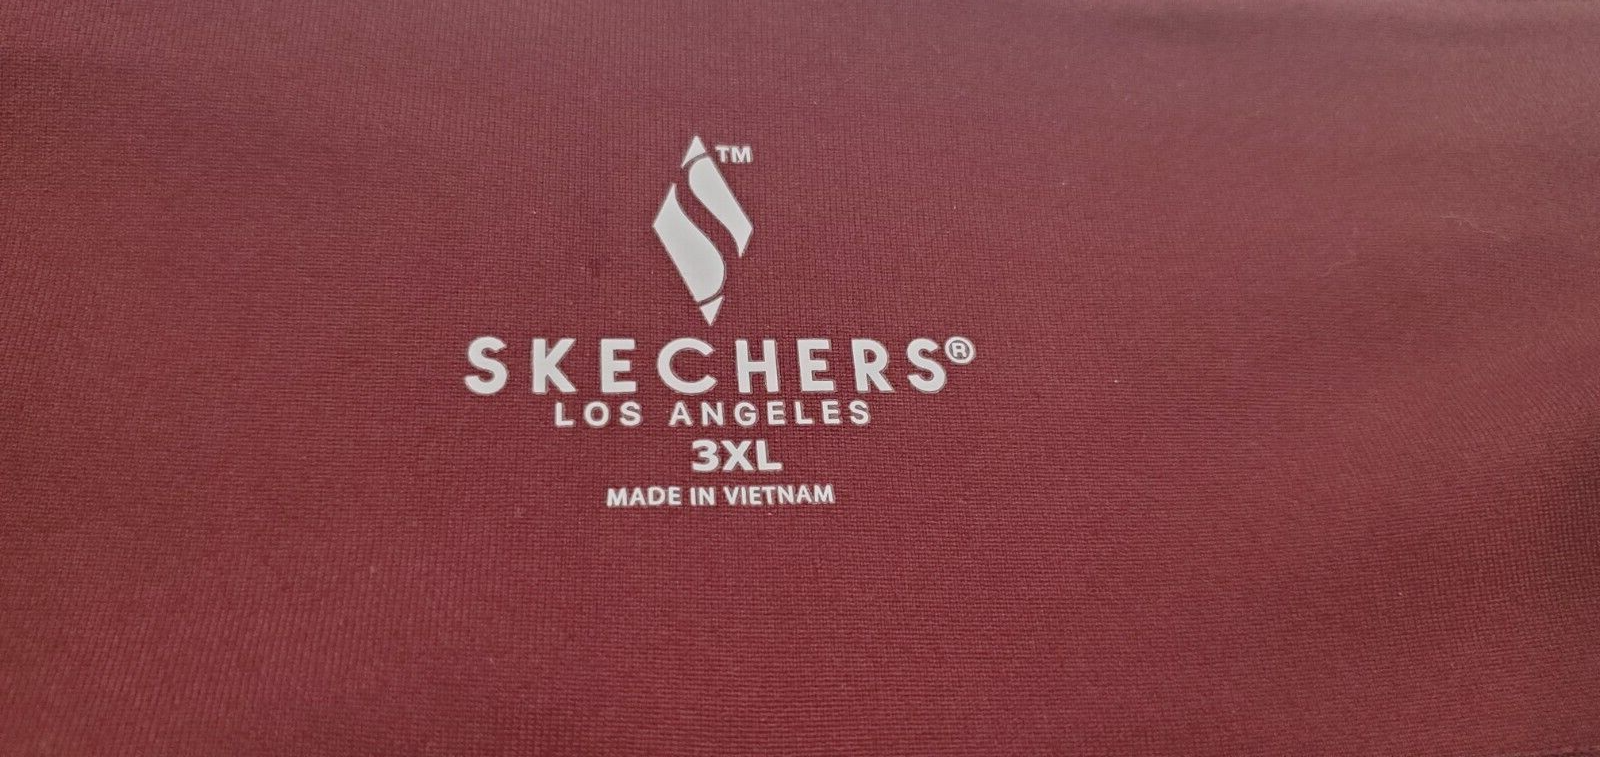 ™
SKECHERS®
LOS ANGELES
3XL
MADE IN VIETNAM